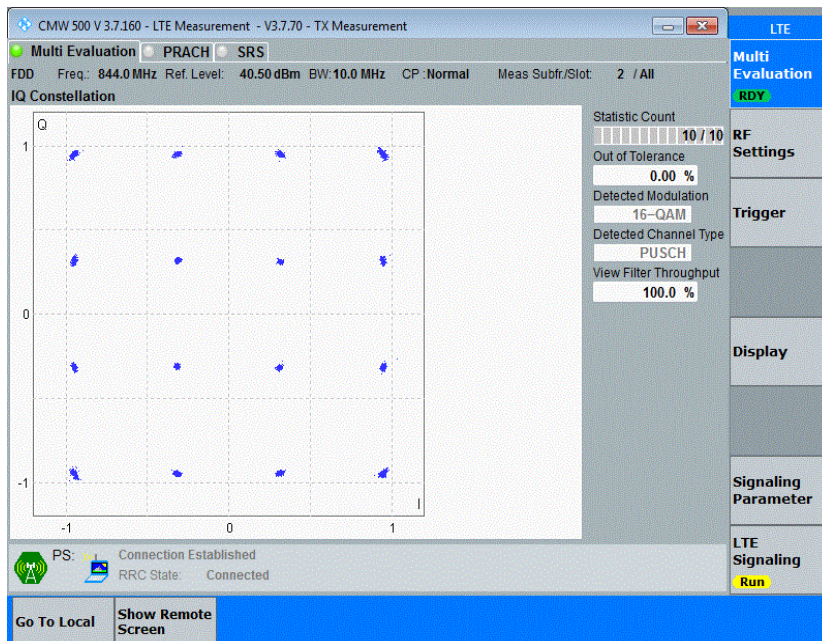 CMW 500 V 3.7.160 - LTE Measurement - V3.7.70 - TX Measurement
LTE
Multi Evaluation PRACH SRS
Multi
Evaluation
RDY
FDD Freq.: 844.0 MHz Ref. Level: 40.50 dBm BW: 10.0 MHz CP : Normal Meas Subfr./Slot: 2 / All
IQ Constellation
Q
1
0
-1
I
-1 0 1
Statistic Count
10 / 10
Out of Tolerance
0.00 %
Detected Modulation
16-QAM
Detected Channel Type
PUSCH
View Filter Throughput
100.0 %
RF
Settings
Trigger
Display
Signaling
Parameter
LTE
Signaling
Run
PS: Connection Established
RRC State: Connected
Go To Local
Show Remote
Screen